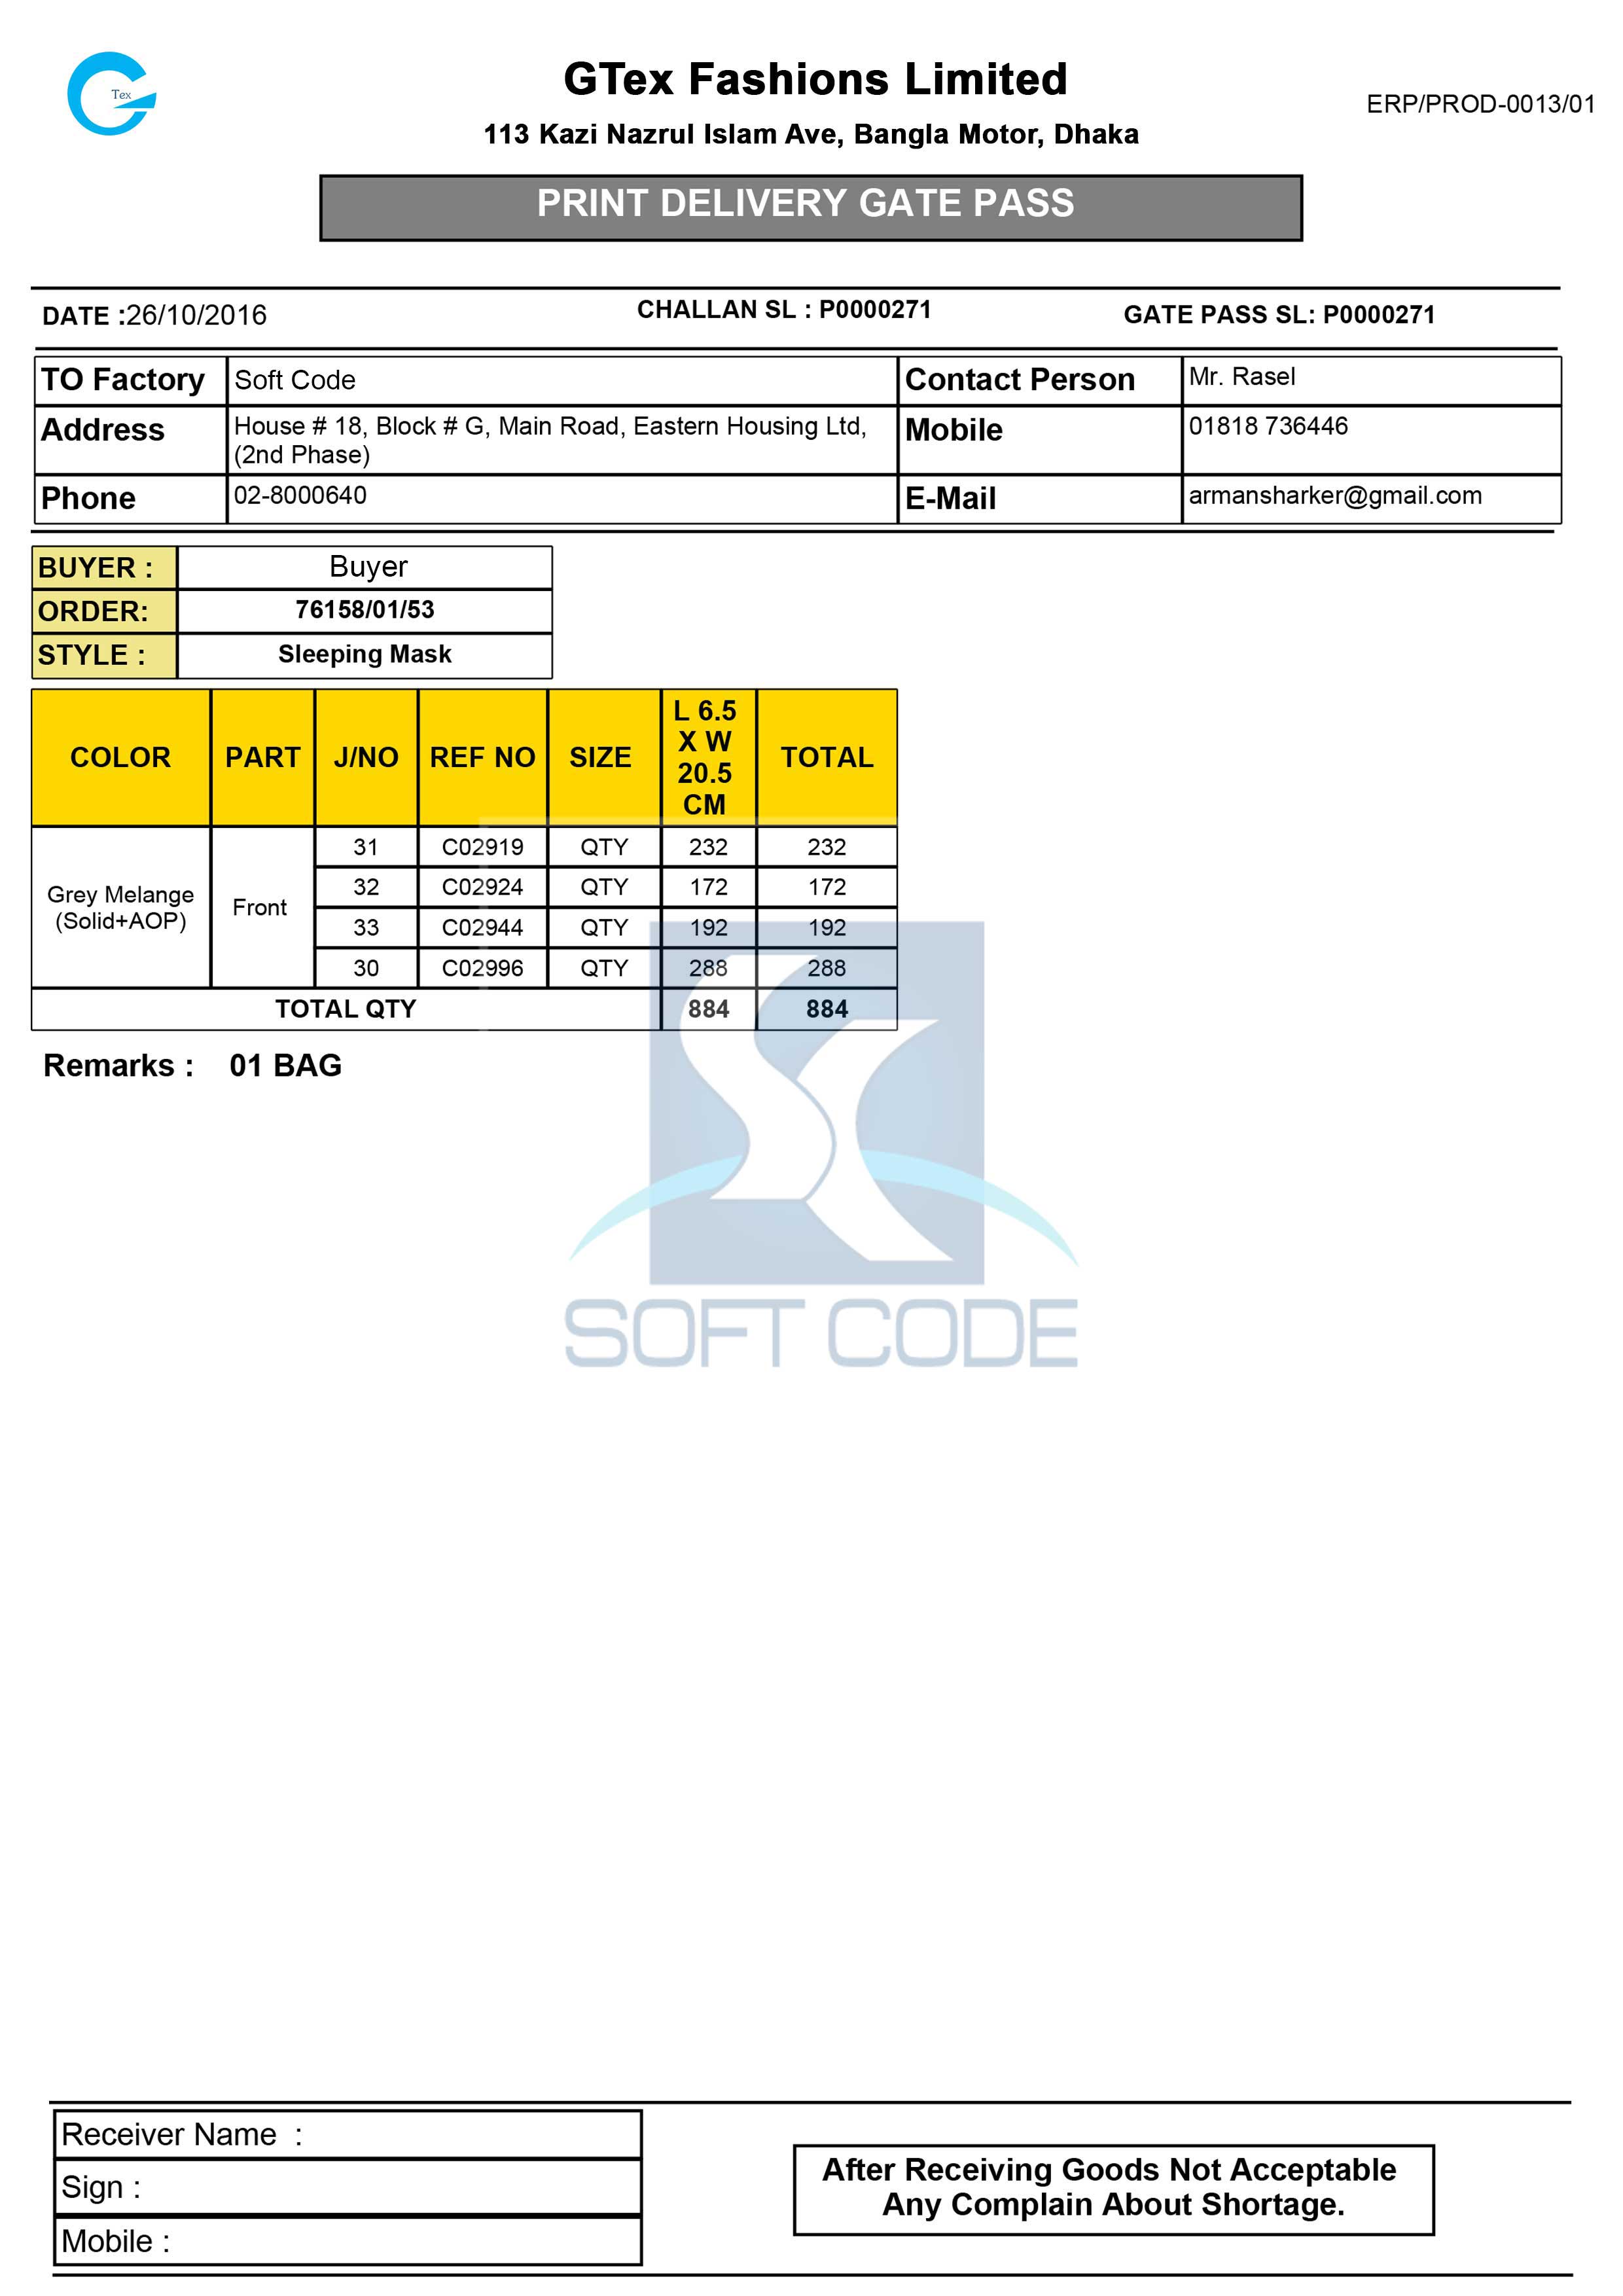 Tex
GTex Fashions Limited
ERP/PROD-0013/01
113 Kazi Nazrul Islam Ave, Bangla Motor, Dhaka
PRINT DELIVERY GATE PASS
DATE :26/10/2016 CHALLAN SL : P0000271 GATE PASS SL: P0000271
TO Factory Soft Code Contact Person Mr. Rasel
Address House # 18, Block # G, Main Road, Eastern Housing Ltd, Mobile 01818 736446
(2nd Phase)
Phone 02-8000640 E-Mail armansharker@gmail.com
BUYER : Buyer
ORDER: 76158/01/53
STYLE : Sleeping Mask
COLOR PART J/NO REF NO SIZE L 6.5 X W 20.5 CM TOTAL
Grey Melange (Solid+AOP) Front 31 C02919 QTY 232 232
32 C02924 QTY 172 172
33 C02944 QTY 192 192
30 C02996 QTY 288 288
TOTAL QTY 884 884
Remarks : 01 BAG
SOFT CODE
Receiver Name :
Sign :
Mobile :
After Receiving Goods Not Acceptable
Any Complain About Shortage.